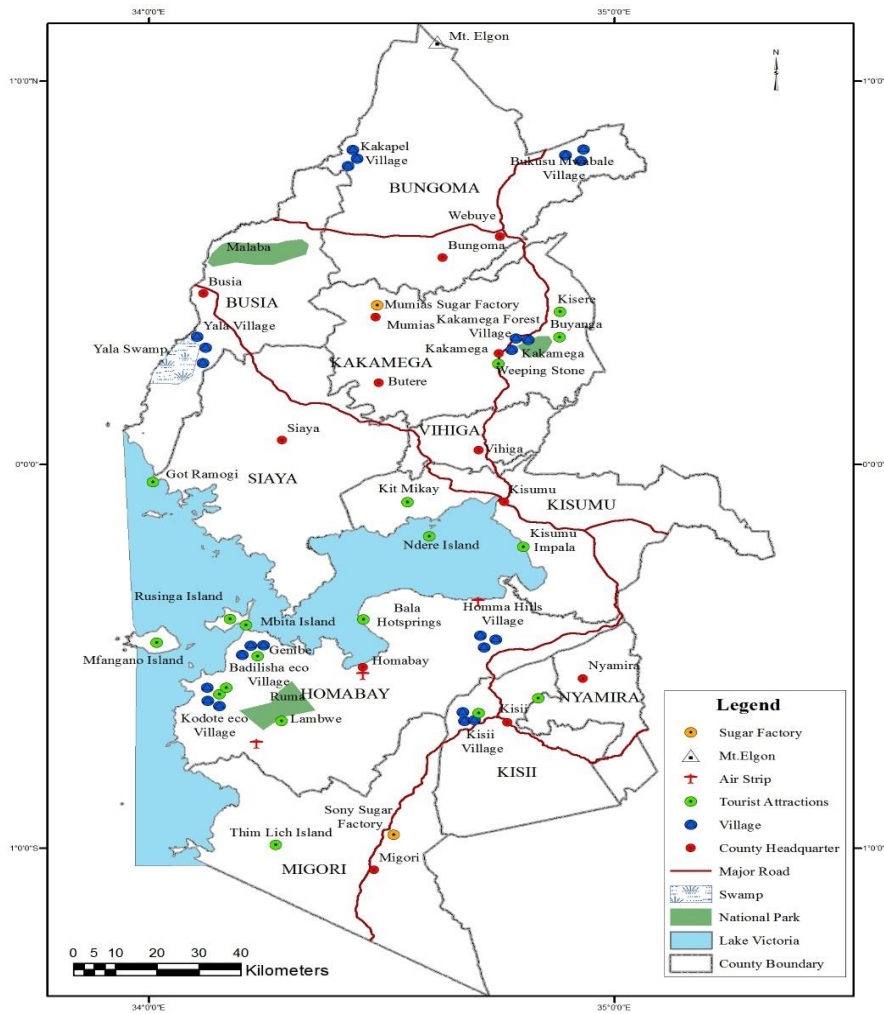 34°0'0"E
35°0'0"E
Mt. Elgon
N
1°0'0"N
1°0'0"N
Kakapel
Village
Bukusu Mwabale
Village
BUNGOMA
Webuye
Bungoma
Malaba
Busia
BUSIA
Mumias Sugar Factory
Mumias
Kisere
Kakamega Forest
Village
Buyanga
Yala Village
Yala Swamp
Kakamega
Kakamega
KAKAMEGA
Weeping Stone
Butere
Siaya
VIHIGA
Vihiga
0°0'0"
0°0'0"
Got Ramogi
SIAYA
Kit Mikay
Kisumu
KISUMU
Ndere Island
Kisumu
Impala
Rusinga Island
Mbita Island
Bala
Hotsprings
Homma Hills
Village
Mfangano Island
Gembe
Badilisha eco
Village
Homabay
HOMABAY
Ruma
Lambwe
Kodote eco
Village
Nyamira
NYAMIRA
Kisii
Kisii
Village
KISII
Sony Sugar
Factory
Thim Lich Island
1°0'0"S
1°0'0"S
Migori
MIGORI
Legend
Sugar Factory
Mt.Elgon
Air Strip
Tourist Attractions
Village
County Headquarter
Major Road
Swamp
National Park
Lake Victoria
County Boundary
0 5 10 20 30 40
Kilometers
34°0'0"E
35°0'0"E